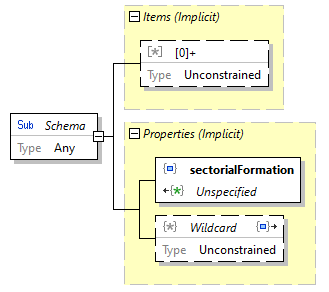 Items (Implicit)
[*] [0]+
Type Unconstrained
Sub Schema
Type Any
Properties (Implicit)
{} sectorialFormation
{*} Unspecified
{*} Wildcard {}
Type Unconstrained